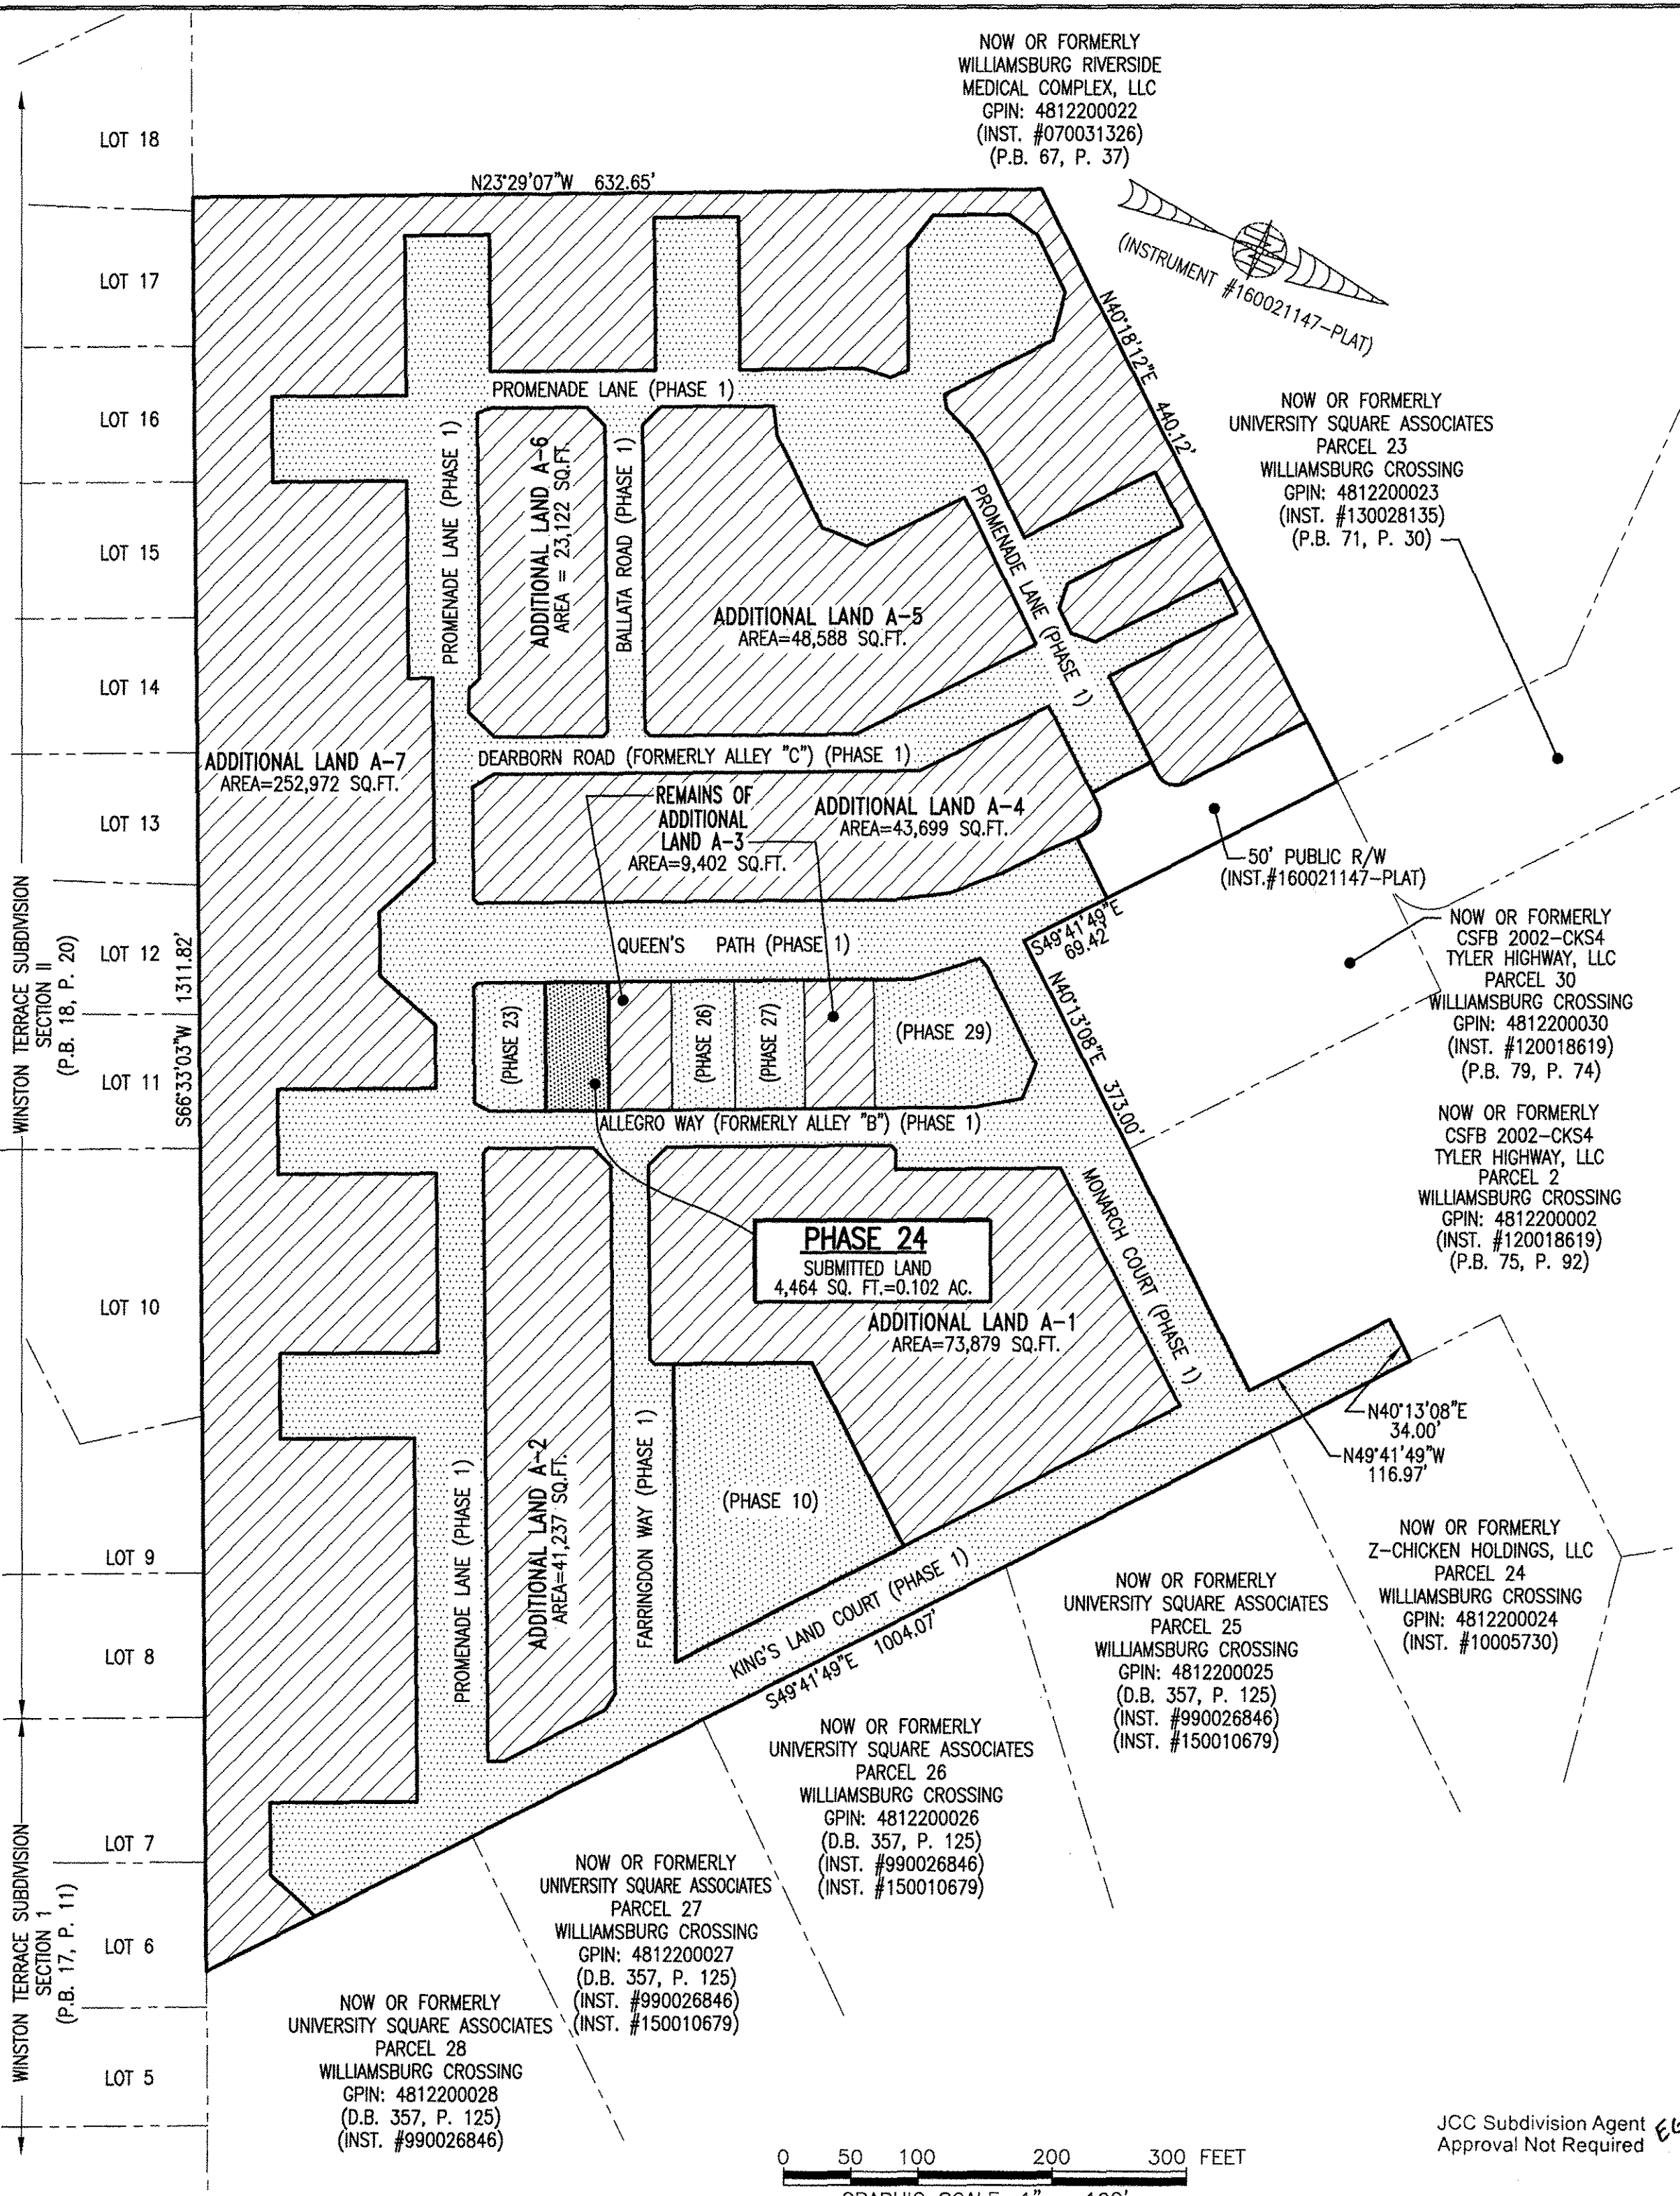 NOW OR FORMERLY
WILLIAMSBURG RIVERSIDE
MEDICAL COMPLEX, LLC
GPIN: 4812200022
(INST. #070031326)
(P.B. 67, P. 37)
LOT 18
N23°29'07"W 632.65'
(INSTRUMENT #160021147-PLAT)
LOT 17
N40°18'12"E 440.12'
PROMENADE LANE (PHASE 1)
LOT 16
NOW OR FORMERLY
UNIVERSITY SQUARE ASSOCIATES
PARCEL 23
WILLIAMSBURG CROSSING
GPIN: 4812200023
(INST. #130028135)
(P.B. 71, P. 30)
PROMENADE LANE (PHASE 1)
ADDITIONAL LAND A-6
AREA = 23,122 SQ.FT.
BALLATA ROAD (PHASE 1)
PROMENADE LANE (PHASE 1)
LOT 15
ADDITIONAL LAND A-5
AREA=48,588 SQ.FT.
LOT 14
DEARBORN ROAD (FORMERLY ALLEY "C") (PHASE 1)
ADDITIONAL LAND A-7
AREA=252,972 SQ.FT.
REMAINS OF
ADDITIONAL
LAND A-3
AREA=9,402 SQ.FT.
ADDITIONAL LAND A-4
AREA=43,699 SQ.FT.
LOT 13
50' PUBLIC R/W
(INST.#160021147-PLAT)
WINSTON TERRACE SUBDIVISION
SECTION II
(P.B. 18, P. 20)
S66°33'03"W 1311.82'
LOT 12
QUEEN'S PATH (PHASE 1)
S49°41'49"E
69.42'
NOW OR FORMERLY
CSFB 2002-CKS4
TYLER HIGHWAY, LLC
PARCEL 30
WILLIAMSBURG CROSSING
GPIN: 4812200030
(INST. #120018619)
(P.B. 79, P. 74)
N40°13'08"E 373.00'
(PHASE 23)
(PHASE 26)
(PHASE 27)
(PHASE 29)
LOT 11
ALLEGRO WAY (FORMERLY ALLEY "B") (PHASE 1)
NOW OR FORMERLY
CSFB 2002-CKS4
TYLER HIGHWAY, LLC
PARCEL 2
WILLIAMSBURG CROSSING
GPIN: 4812200002
(INST. #120018619)
(P.B. 75, P. 92)
MONARCH COURT (PHASE 1)
PHASE 24
SUBMITTED LAND
4,464 SQ. FT.=0.102 AC.
LOT 10
ADDITIONAL LAND A-1
AREA=73,879 SQ.FT.
N40°13'08"E
34.00'
N49°41'49"W
116.97'
PROMENADE LANE (PHASE 1)
ADDITIONAL LAND A-2
AREA=41,237 SQ.FT.
FARRINGDON WAY (PHASE 1)
(PHASE 10)
LOT 9
NOW OR FORMERLY
Z-CHICKEN HOLDINGS, LLC
PARCEL 24
WILLIAMSBURG CROSSING
GPIN: 4812200024
(INST. #10005730)
KING'S LAND COURT (PHASE 1)
S49°41'49"E 1004.07'
NOW OR FORMERLY
UNIVERSITY SQUARE ASSOCIATES
PARCEL 25
WILLIAMSBURG CROSSING
GPIN: 4812200025
(D.B. 357, P. 125)
(INST. #990026846)
(INST. #150010679)
LOT 8
NOW OR FORMERLY
UNIVERSITY SQUARE ASSOCIATES
PARCEL 26
WILLIAMSBURG CROSSING
GPIN: 4812200026
(D.B. 357, P. 125)
(INST. #990026846)
(INST. #150010679)
LOT 7
WINSTON TERRACE SUBDIVISION
SECTION 1
(P.B. 17, P. 11)
NOW OR FORMERLY
UNIVERSITY SQUARE ASSOCIATES
PARCEL 27
WILLIAMSBURG CROSSING
GPIN: 4812200027
(D.B. 357, P. 125)
(INST. #990026846)
(INST. #150010679)
LOT 6
NOW OR FORMERLY
UNIVERSITY SQUARE ASSOCIATES
PARCEL 28
WILLIAMSBURG CROSSING
GPIN: 4812200028
(D.B. 357, P. 125)
(INST. #990026846)
LOT 5
JCC Subdivision Agent
Approval Not Required
0 50 100 200 300 FEET